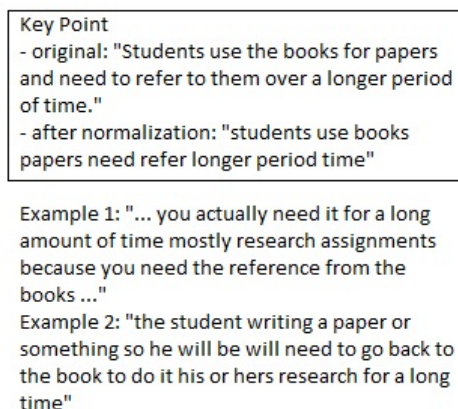 Key Point
- original: "Students use the books for papers
and need to refer to them over a longer period
of time."
- after normalization: "students use books
papers need refer longer period time"
Example 1: "... you actually need it for a long
amount of time mostly research assignments
because you need the reference from the
books ..."
Example 2: "the student writing a paper or
something so he will be will need to go back to
the book to do it his or hers research for a long
time"